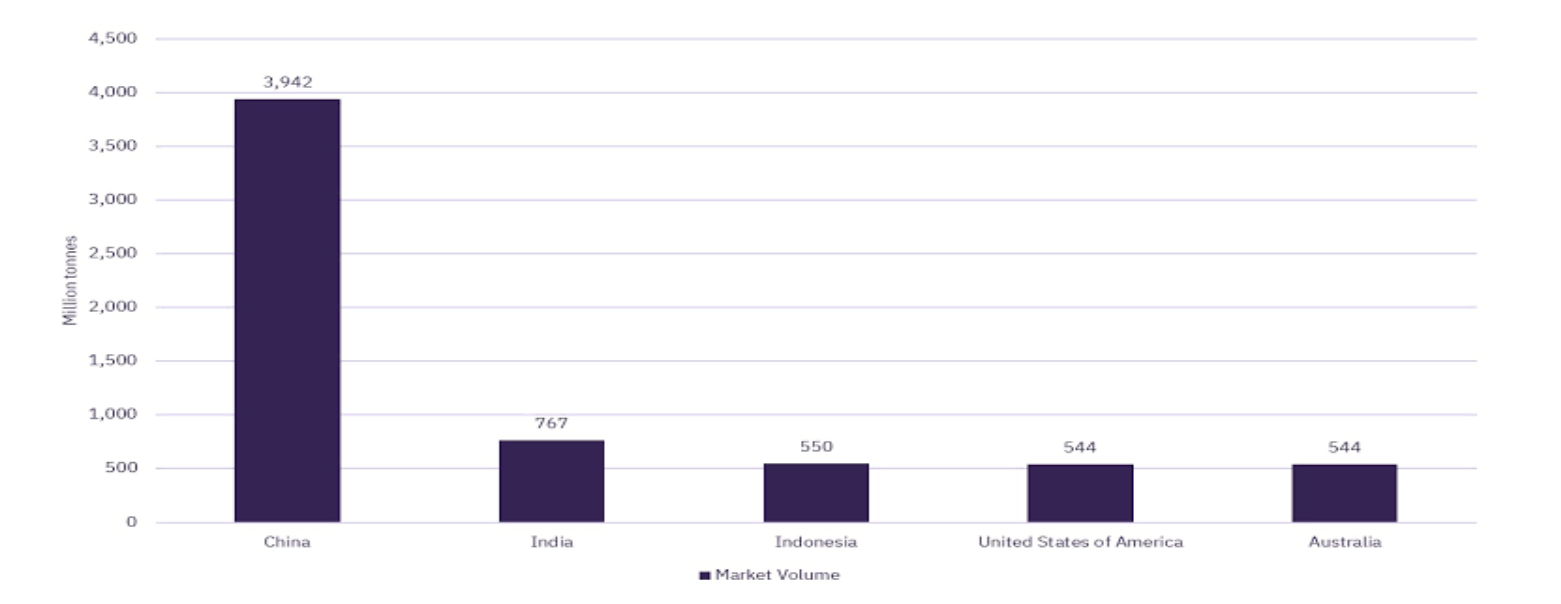 4,500
4,000
3,500
3,000
2,500
2,000
1,500
1,000
500
0
Million tonnes
3,942
767
550
544
544
China
India
Indonesia
United States of America
Australia
Market Volume